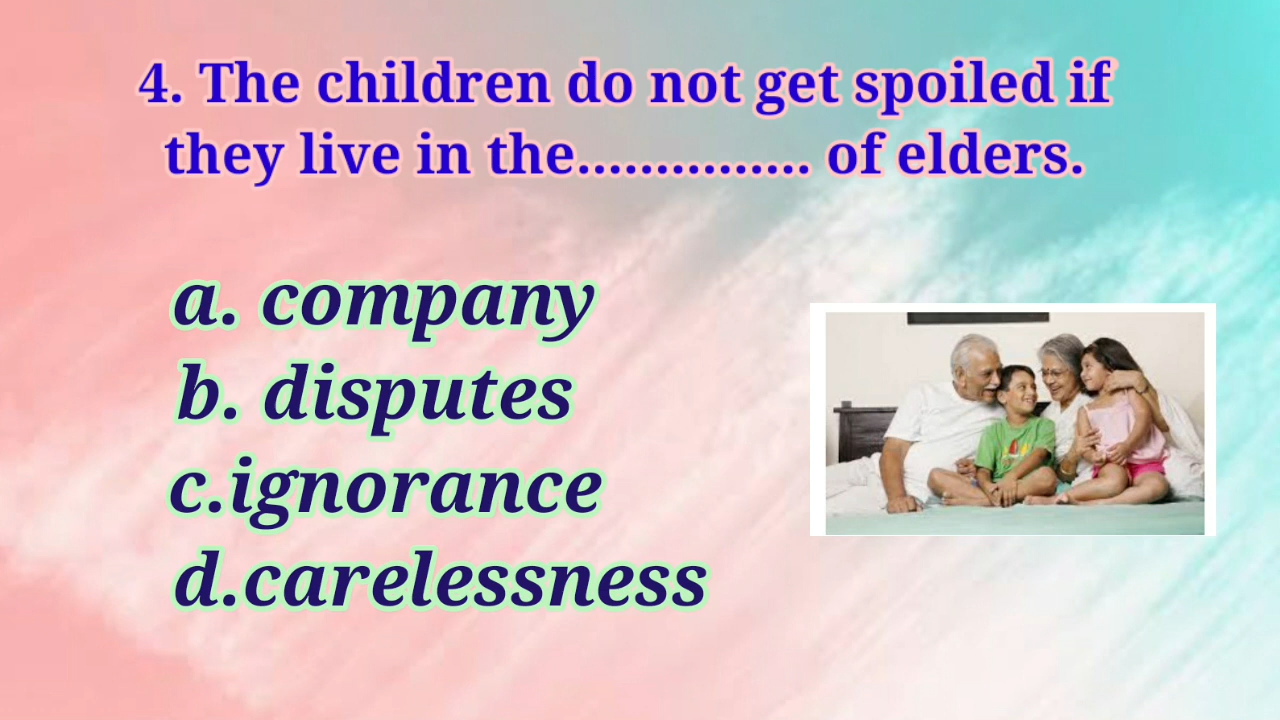 4. The children do not get spoiled if
they live in the............... of elders.
a. company
b. disputes
c.ignorance
d.carelessness